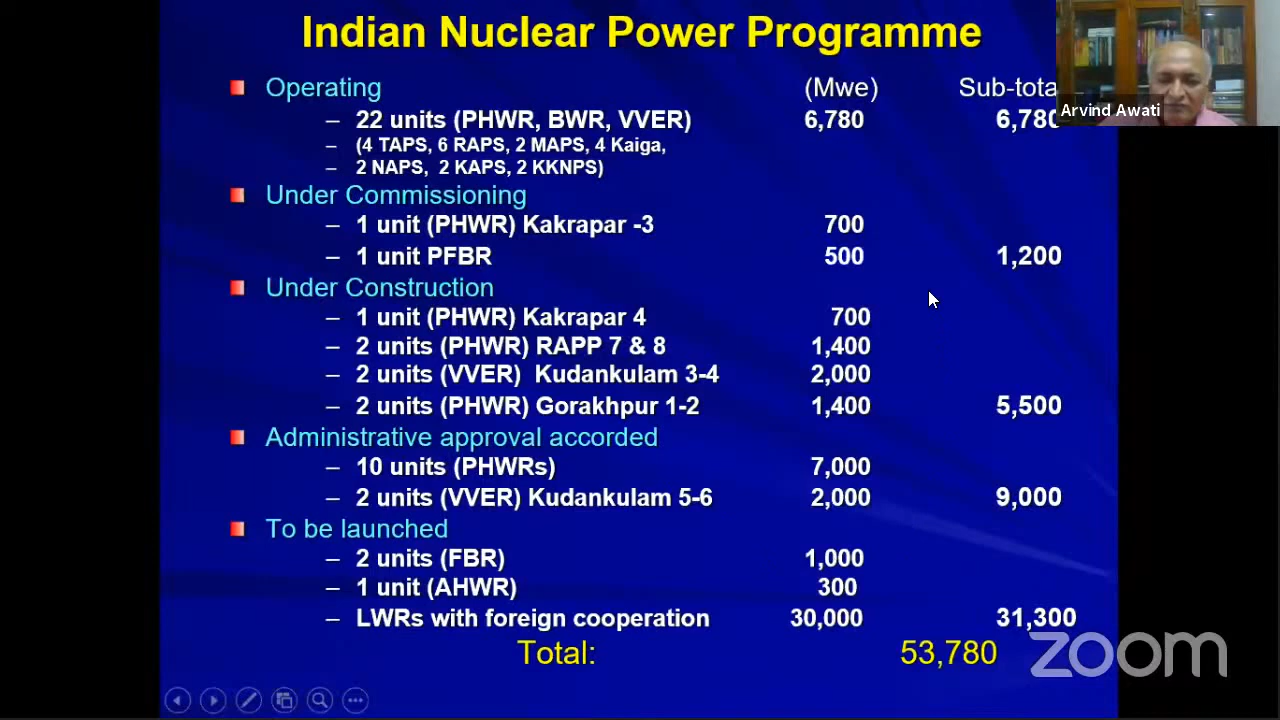 Indian Nuclear Power Programme
Operating (Mwe) Sub-tota
– 22 units (PHWR, BWR, VVER) 6,780 6,780
– (4 TAPS, 6 RAPS, 2 MAPS, 4 Kaiga,
– 2 NAPS, 2 KAPS, 2 KKNPS)
Under Commissioning
– 1 unit (PHWR) Kakrapar -3 700
– 1 unit PFBR 500 1,200
Under Construction
– 1 unit (PHWR) Kakrapar 4 700
– 2 units (PHWR) RAPP 7 & 8 1,400
– 2 units (VVER) Kudankulam 3-4 2,000
– 2 units (PHWR) Gorakhpur 1-2 1,400 5,500
Administrative approval accorded
– 10 units (PHWRs) 7,000
– 2 units (VVER) Kudankulam 5-6 2,000 9,000
To be launched
– 2 units (FBR) 1,000
– 1 unit (AHWR) 300
– LWRs with foreign cooperation 30,000 31,300
Total: 53,780
Arvind Awati
zoom